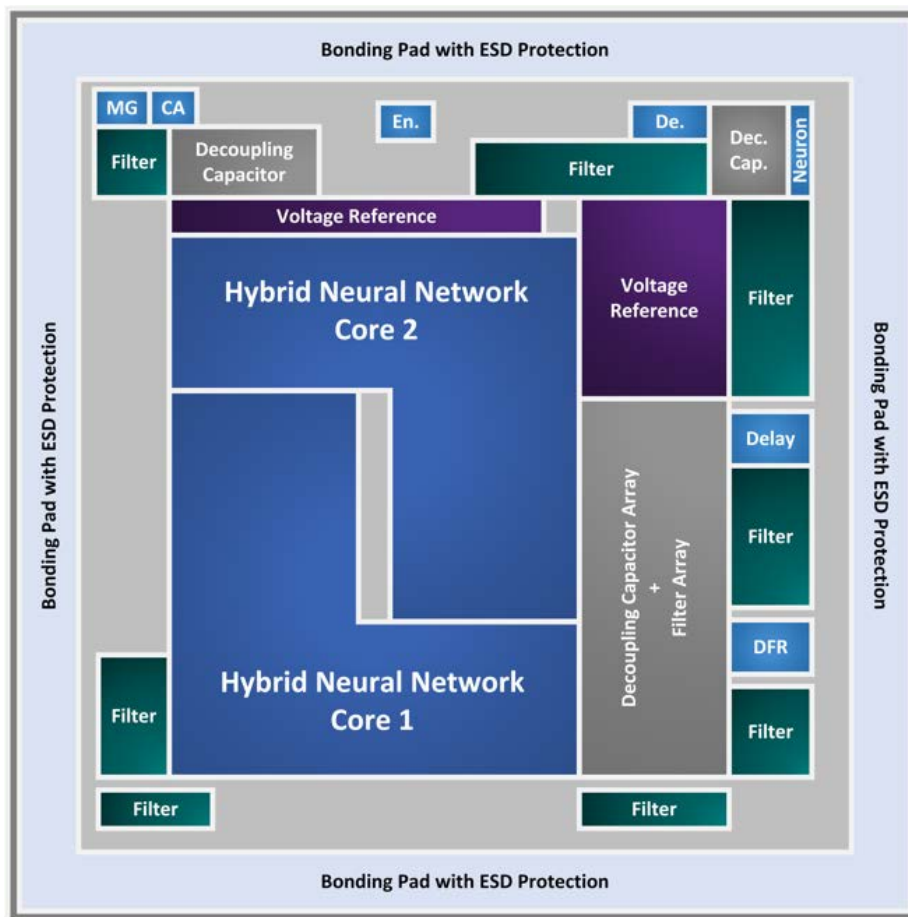 Bonding Pad with ESD Protection
MG
CA
En.
De.
Dec.
Cap.
Neuron
Filter
Decoupling
Capacitor
Filter
Voltage Reference
Hybrid Neural Network
Core 2
Voltage
Reference
Filter
Bonding Pad with ESD Protection
Bonding Pad with ESD Protection
Delay
Decoupling Capacitor Array
+
Filter Array
Filter
DFR
Hybrid Neural Network
Core 1
Filter
Filter
Filter
Filter
Bonding Pad with ESD Protection